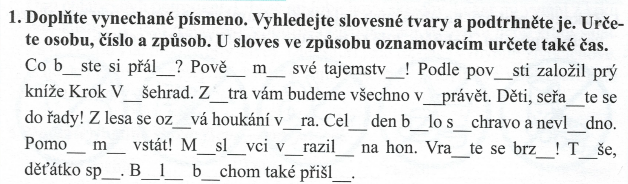 1. Doplňte vynechané písmeno. Vyhledejte slovesné tvary a podtrhněte je. Urče-
te osobu, číslo a způsob. U sloves ve způsobu oznamovacím určete také čas.
Co b__ste si přál__? Pově__ m__ své tajemstv__! Podle pov__sti založil prý
kníže Krok V__šehrad. Z__tra vám budeme všechno v__právět. Děti, seřa__te se
do řady! Z lesa se oz__vá houkání v__ra. Cel__ den b__lo s__chravo a nevl__dno.
Pomo__ m__ vstát! M__sl__vci v__razil__ na hon. Vra__te se brz__! T__še,
děťátko sp__. B__l__ b__chom také přišl__.